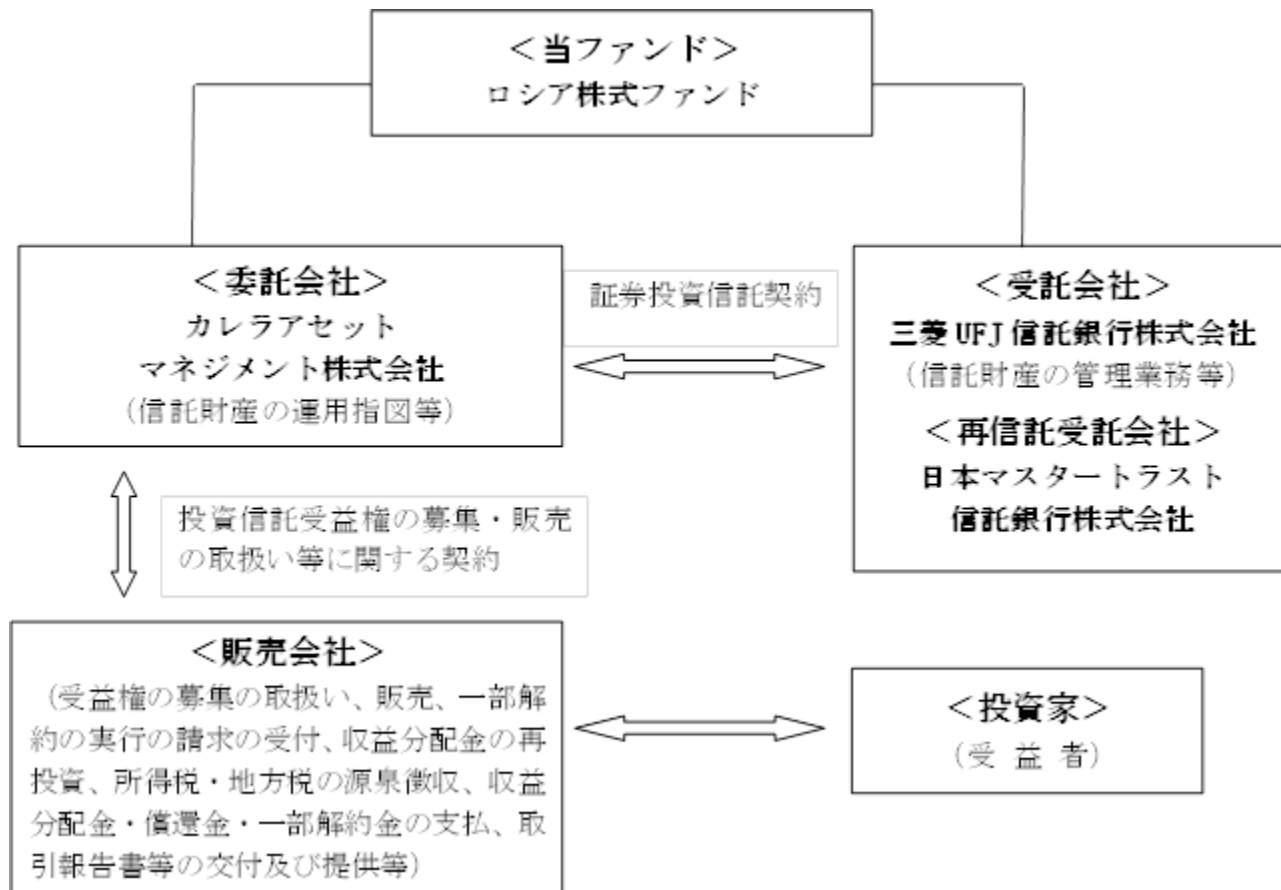 ＜当ファンド＞
ロシア株式ファンド
＜委託会社＞
カレラアセット
マネジメント株式会社
（信託財産の運用指図等）
証券投資信託契約
＜受託会社＞
三菱UFJ信託銀行株式会社
（信託財産の管理業務等）
＜再信託受託会社＞
日本マスタートラスト
信託銀行株式会社
投資信託受益権の募集・販売
の取扱い等に関する契約
＜販売会社＞
（受益権の募集の取扱い、販売、一部解
約の実行の請求の受付、収益分配金の再
投資、所得税・地方税の源泉徴収、収益
分配金・償還金・一部解約金の支払、取
引報告書等の交付及び提供等）
＜投資家＞
（受 益 者）